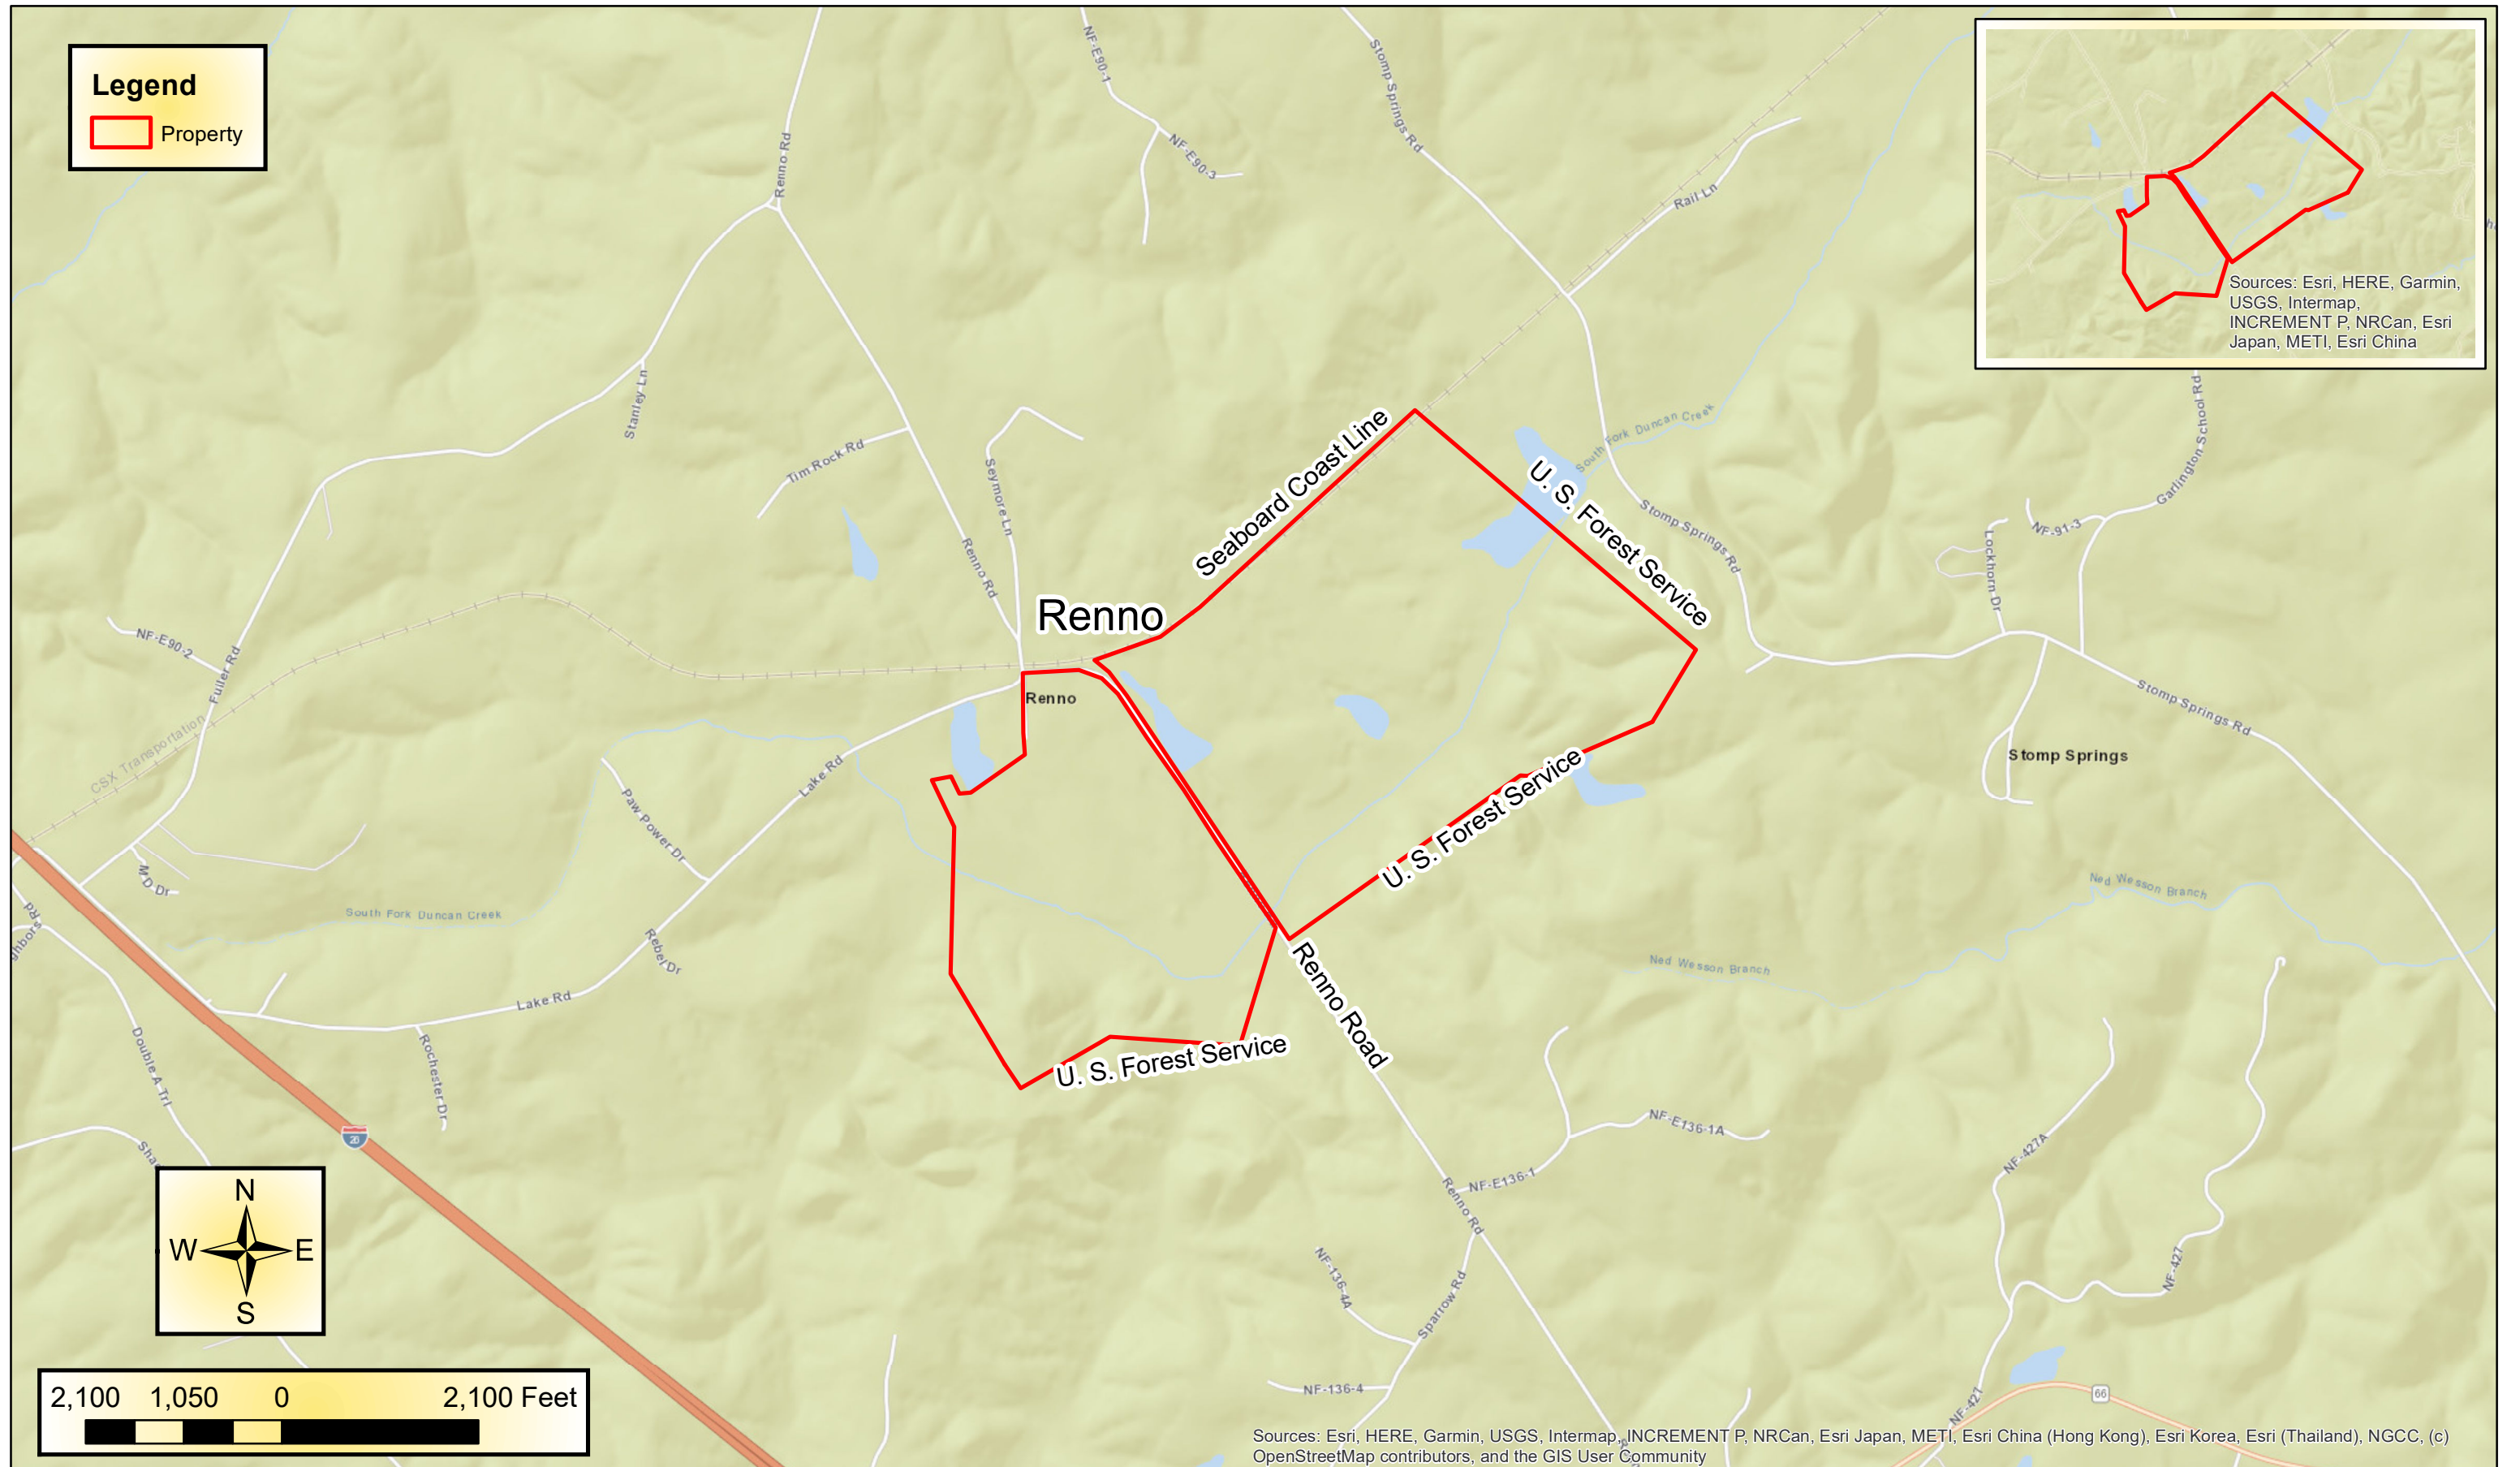 Legend
Property
NF-E90-1
NF-E90-3
Stomp Springs Rd
Renno Rd
Rail Ln
Sources: Esri, HERE, Garmin,
USGS, Intermap,
INCREMENT P, NRCan, Esri
Japan, METI, Esri China
Stanley Ln
Tim Rock Rd
Seymore Ln
Seaboard Coast Line
South Fork Duncan Creek
Garlington School Rd
U. S. Forest Service
Stomp Springs Rd
NF-91-3
Lockhorn Dr
Renno Rd
Renno
NF-E90-2
Fuller Rd
Renno
CSX Transportation
Lake Rd
Paw Power Dr
Stomp Springs Rd
Stomp Springs
U. S. Forest Service
M D Dr
South Fork Duncan Creek
Ned Wesson Branch
Rd
ghbors
Rebel Dr
Lake Rd
Ned Wesson Branch
Renno Road
Double A Trl
Rochester Dr
U. S. Forest Service
26
Sha
NF-E136-1A
NF-E136-1
NF-427A
Renno Rd
N
W E
S
NF-136-4A
Sparrow Rd
NF-427
NF-136-4
NF-427
66
2,100 1,050 0 2,100 Feet
Sources: Esri, HERE, Garmin, USGS, Intermap, INCREMENT P, NRCan, Esri Japan, METI, Esri China (Hong Kong), Esri Korea, Esri (Thailand), NGCC, (c)
OpenStreetMap contributors, and the GIS User Community